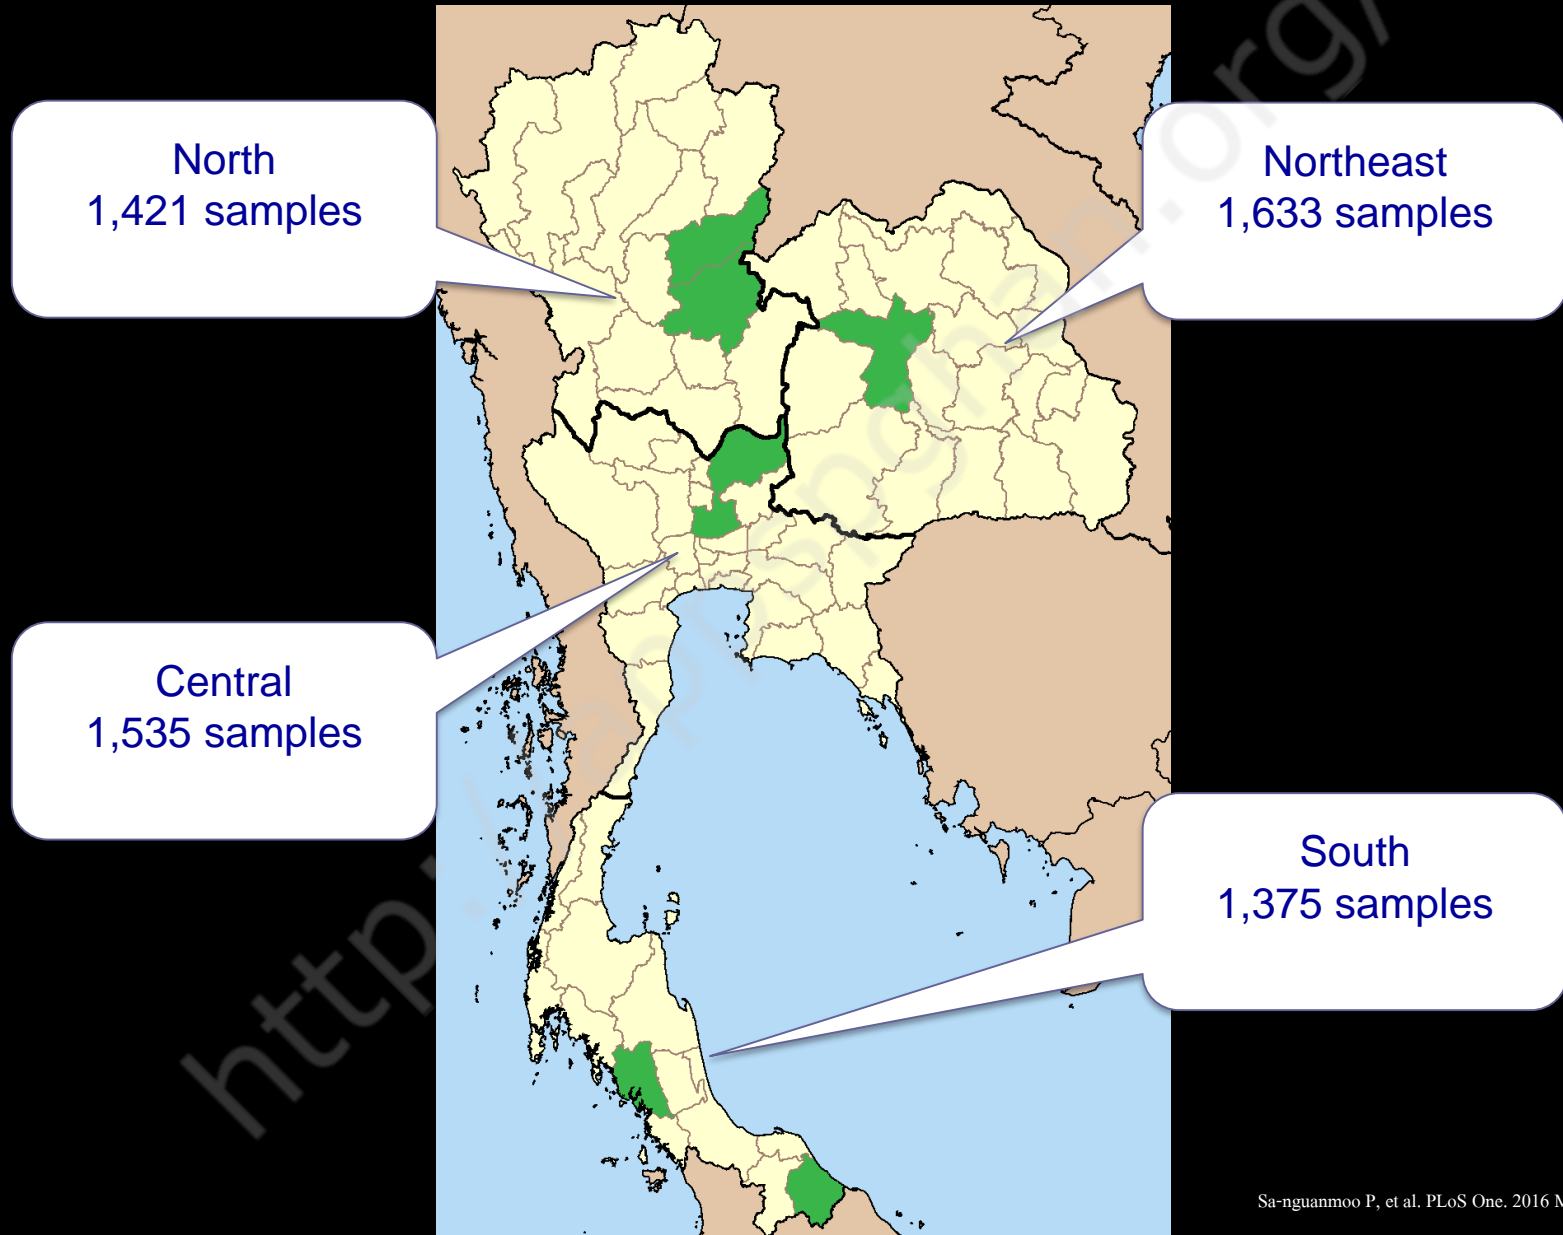 North
1,421 samples
Northeast
1,633 samples
Central
1,535 samples
South
1,375 samples
Sa-nguanmoo P, et al. PLoS One. 2016 M